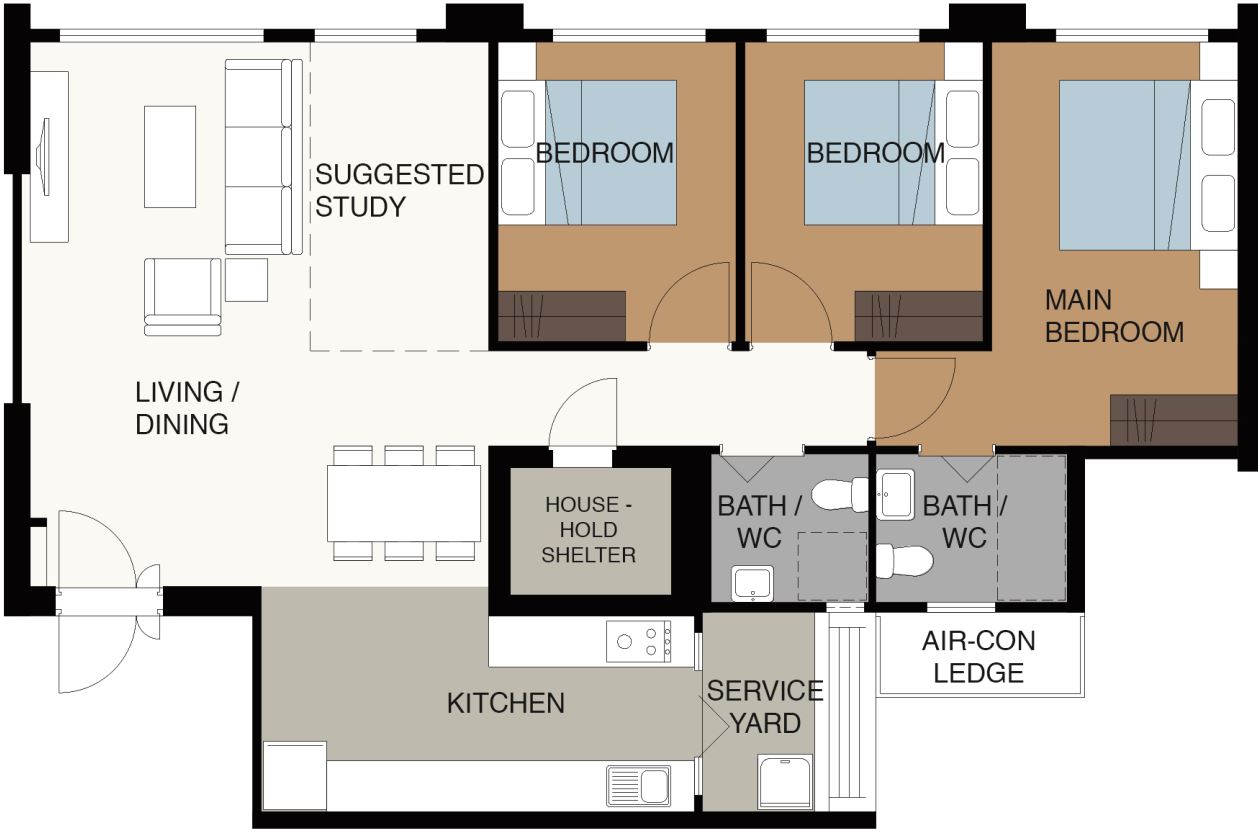 BEDROOM
BEDROOM
SUGGESTED
STUDY
MAIN
BEDROOM
LIVING /
DINING
HOUSE -
HOLD
SHELTER
BATH /
WC
BATH /
WC
AIR-CON
LEDGE
KITCHEN
SERVICE
YARD